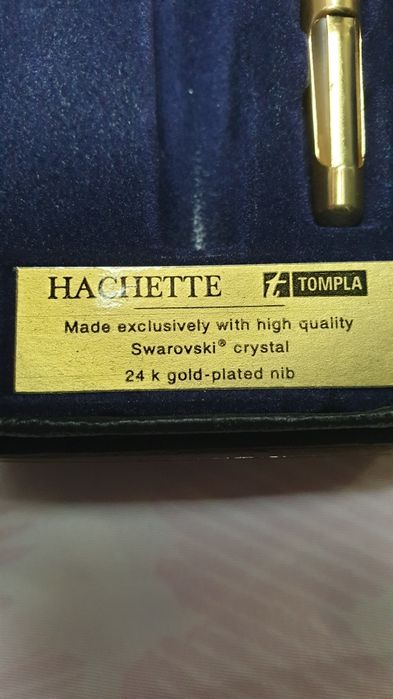 HACHETTE t TOMPLA
Made exclusively with high quality
Swarovski® crystal
24 k gold-plated nib